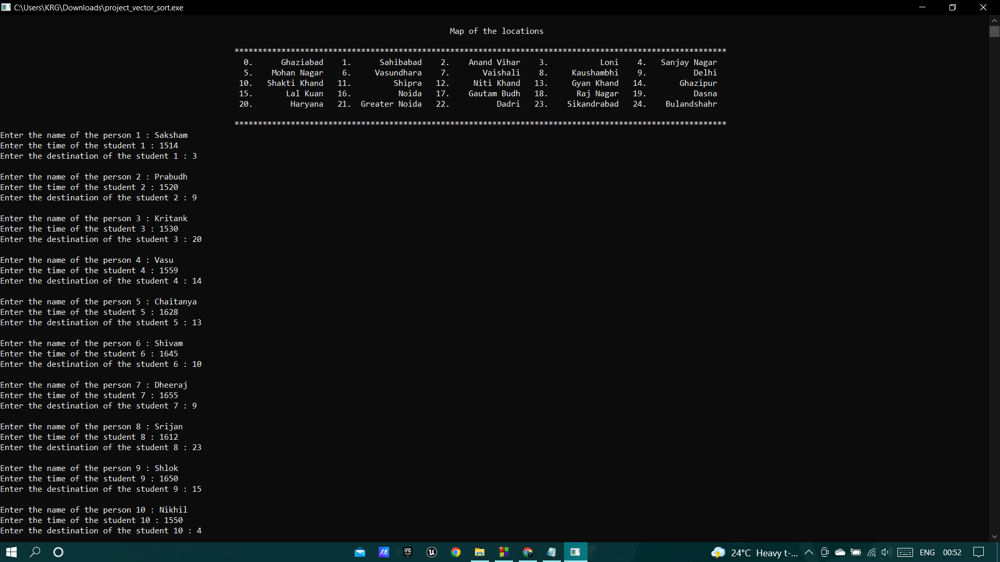 C:\Users\KRG\Downloads\project_vector_sort.exe
Map of the locations
*********************************************************************************************************
0. Ghaziabad 1. Sahibabad 2. Anand Vihar 3. Loni 4. Sanjay Nagar
5. Mohan Nagar 6. Vasundhara 7. Vaishali 8. Kaushambhi 9. Delhi
10. Shakti Khand 11. Shipra 12. Niti Khand 13. Gyan Khand 14. Ghazipur
15. Lal Kuan 16. Noida 17. Gautam Budh 18. Raj Nagar 19. Dasna
20. Haryana 21. Greater Noida 22. Dadri 23. Sikandrabad 24. Bulandshahr
*********************************************************************************************************
Enter the name of the person 1 : Saksham
Enter the time of the student 1 : 1514
Enter the destination of the student 1 : 3
Enter the name of the person 2 : Prabudh
Enter the time of the student 2 : 1520
Enter the destination of the student 2 : 9
Enter the name of the person 3 : Kritank
Enter the time of the student 3 : 1530
Enter the destination of the student 3 : 20
Enter the name of the person 4 : Vasu
Enter the time of the student 4 : 1559
Enter the destination of the student 4 : 14
Enter the name of the person 5 : Chaitanya
Enter the time of the student 5 : 1628
Enter the destination of the student 5 : 13
Enter the name of the person 6 : Shivam
Enter the time of the student 6 : 1645
Enter the destination of the student 6 : 10
Enter the name of the person 7 : Dheeraj
Enter the time of the student 7 : 1655
Enter the destination of the student 7 : 9
Enter the name of the person 8 : Srijan
Enter the time of the student 8 : 1612
Enter the destination of the student 8 : 23
Enter the name of the person 9 : Shlok
Enter the time of the student 9 : 1650
Enter the destination of the student 9 : 15
Enter the name of the person 10 : Nikhil
Enter the time of the student 10 : 1550
Enter the destination of the student 10 : 4
EPIC GAMES
24°C Heavy t-... ENG 00:52